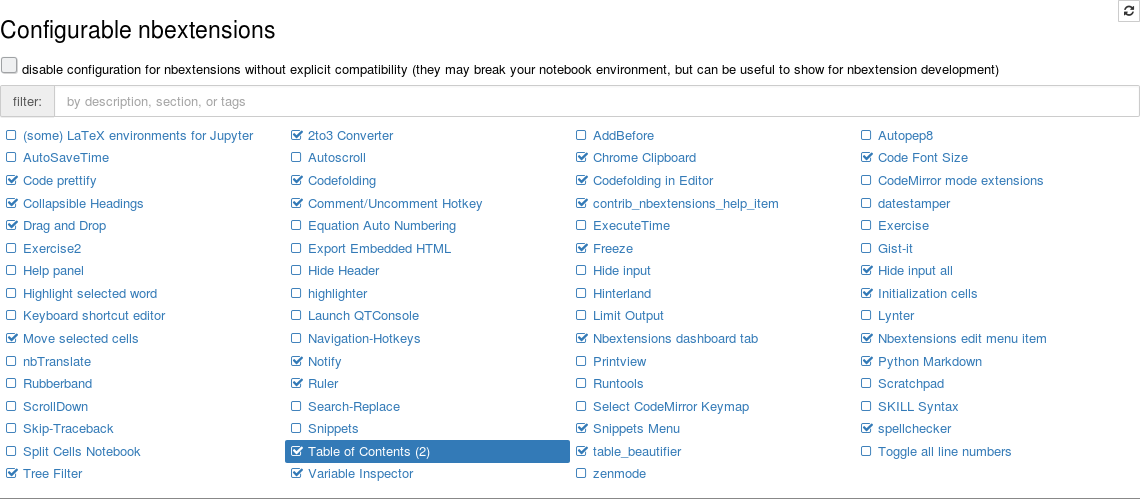 Configurable nbextensions
disable configuration for nbextensions without explicit compatibility (they may break your notebook environment, but can be useful to show for nbextension development)
filter: by description, section, or tags
(some) LaTeX environments for Jupyter 2to3 Converter AddBefore Autopep8
AutoSaveTime Autoscroll Chrome Clipboard Code Font Size
Code prettify Codefolding Codefolding in Editor CodeMirror mode extensions
Collapsible Headings Comment/Uncomment Hotkey contrib_nbextensions_help_item datestamper
Drag and Drop Equation Auto Numbering ExecuteTime Exercise
Exercise2 Export Embedded HTML Freeze Gist-it
Help panel Hide Header Hide input Hide input all
Highlight selected word highlighter Hinterland Initialization cells
Keyboard shortcut editor Launch QTConsole Limit Output Lynter
Move selected cells Navigation-Hotkeys Nbextensions dashboard tab Nbextensions edit menu item
nbTranslate Notify Printview Python Markdown
Rubberband Ruler Runtools Scratchpad
ScrollDown Search-Replace Select CodeMirror Keymap SKILL Syntax
Skip-Traceback Snippets Snippets Menu spellchecker
Split Cells Notebook Table of Contents (2) table_beautifier Toggle all line numbers
Tree Filter Variable Inspector zenmode